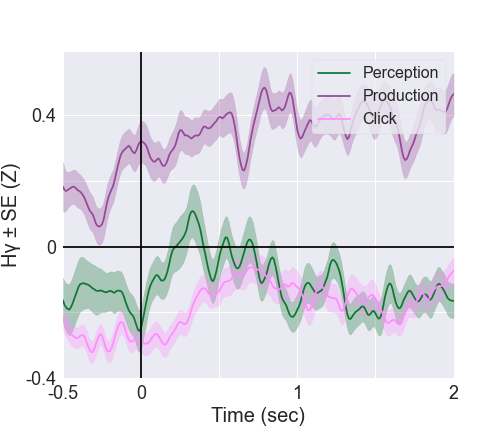 Perception
Production
Click
0.4
0
-0.4
Hγ ± SE (Z)
-0.5
0
1
2
Time (sec)